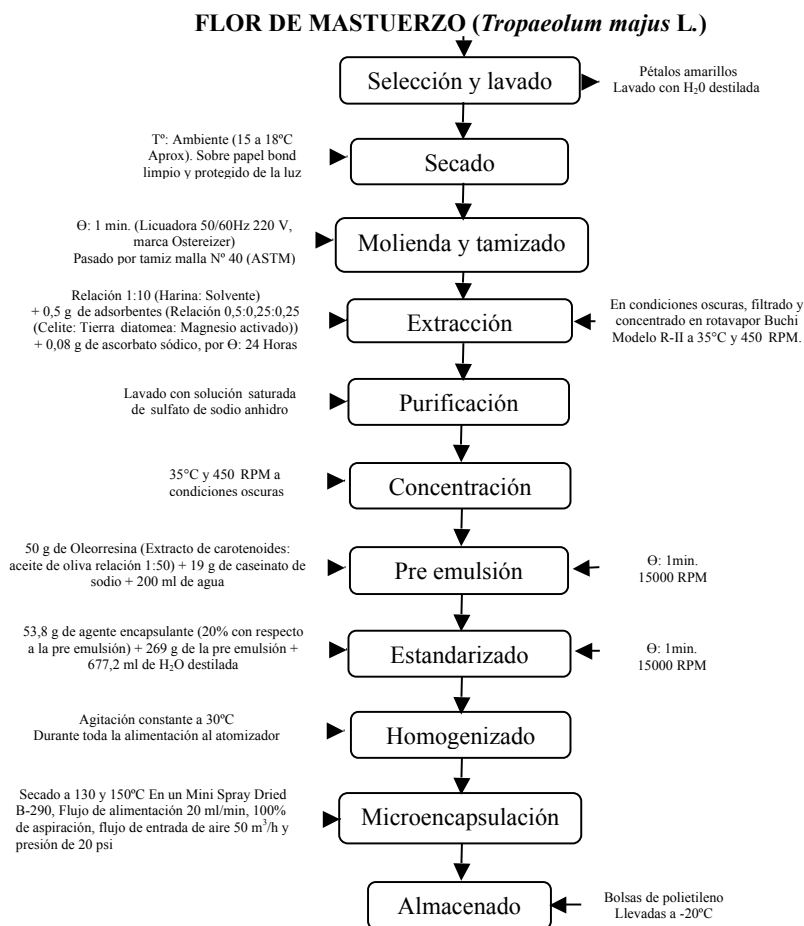 FLOR DE MASTUERZO (Tropaeolum majus L.)
Selección y lavado
Pétalos amarillos
Lavado con H₂0 destilada
Tº: Ambiente (15 a 18ºC
Aprox). Sobre papel bond
limpio y protegido de la luz
Secado
Ө: 1 min. (Licuadora 50/60Hz 220 V,
marca Ostereizer)
Pasado por tamiz malla Nº 40 (ASTM)
Molienda y tamizado
Relación 1:10 (Harina: Solvente)
+ 0,5 g de adsorbentes (Relación 0,5:0,25:0,25
(Celite: Tierra diatomea: Magnesio activado))
+ 0,08 g de ascorbato sódico, por Ө: 24 Horas
Extracción
En condiciones oscuras, filtrado y
concentrado en rotavapor Buchi
Modelo R-II a 35°C y 450 RPM.
Lavado con solución saturada
de sulfato de sodio anhidro
Purificación
35°C y 450 RPM a
condiciones oscuras
Concentración
50 g de Oleorresina (Extracto de carotenoides:
aceite de oliva relación 1:50) + 19 g de caseinato de
sodio + 200 ml de agua
Pre emulsión
Ө: 1min.
15000 RPM
53,8 g de agente encapsulante (20% con respecto
a la pre emulsión) + 269 g de la pre emulsión +
677,2 ml de H₂O destilada
Estandarizado
Ө: 1min.
15000 RPM
Agitación constante a 30ºC
Durante toda la alimentación al atomizador
Homogenizado
Secado a 130 y 150ºC En un Mini Spray Dried
B-290, Flujo de alimentación 20 ml/min, 100%
de aspiración, flujo de entrada de aire 50 m³/h y
presión de 20 psi
Microencapsulación
Almacenado
Bolsas de polietileno
Llevadas a -20ºC